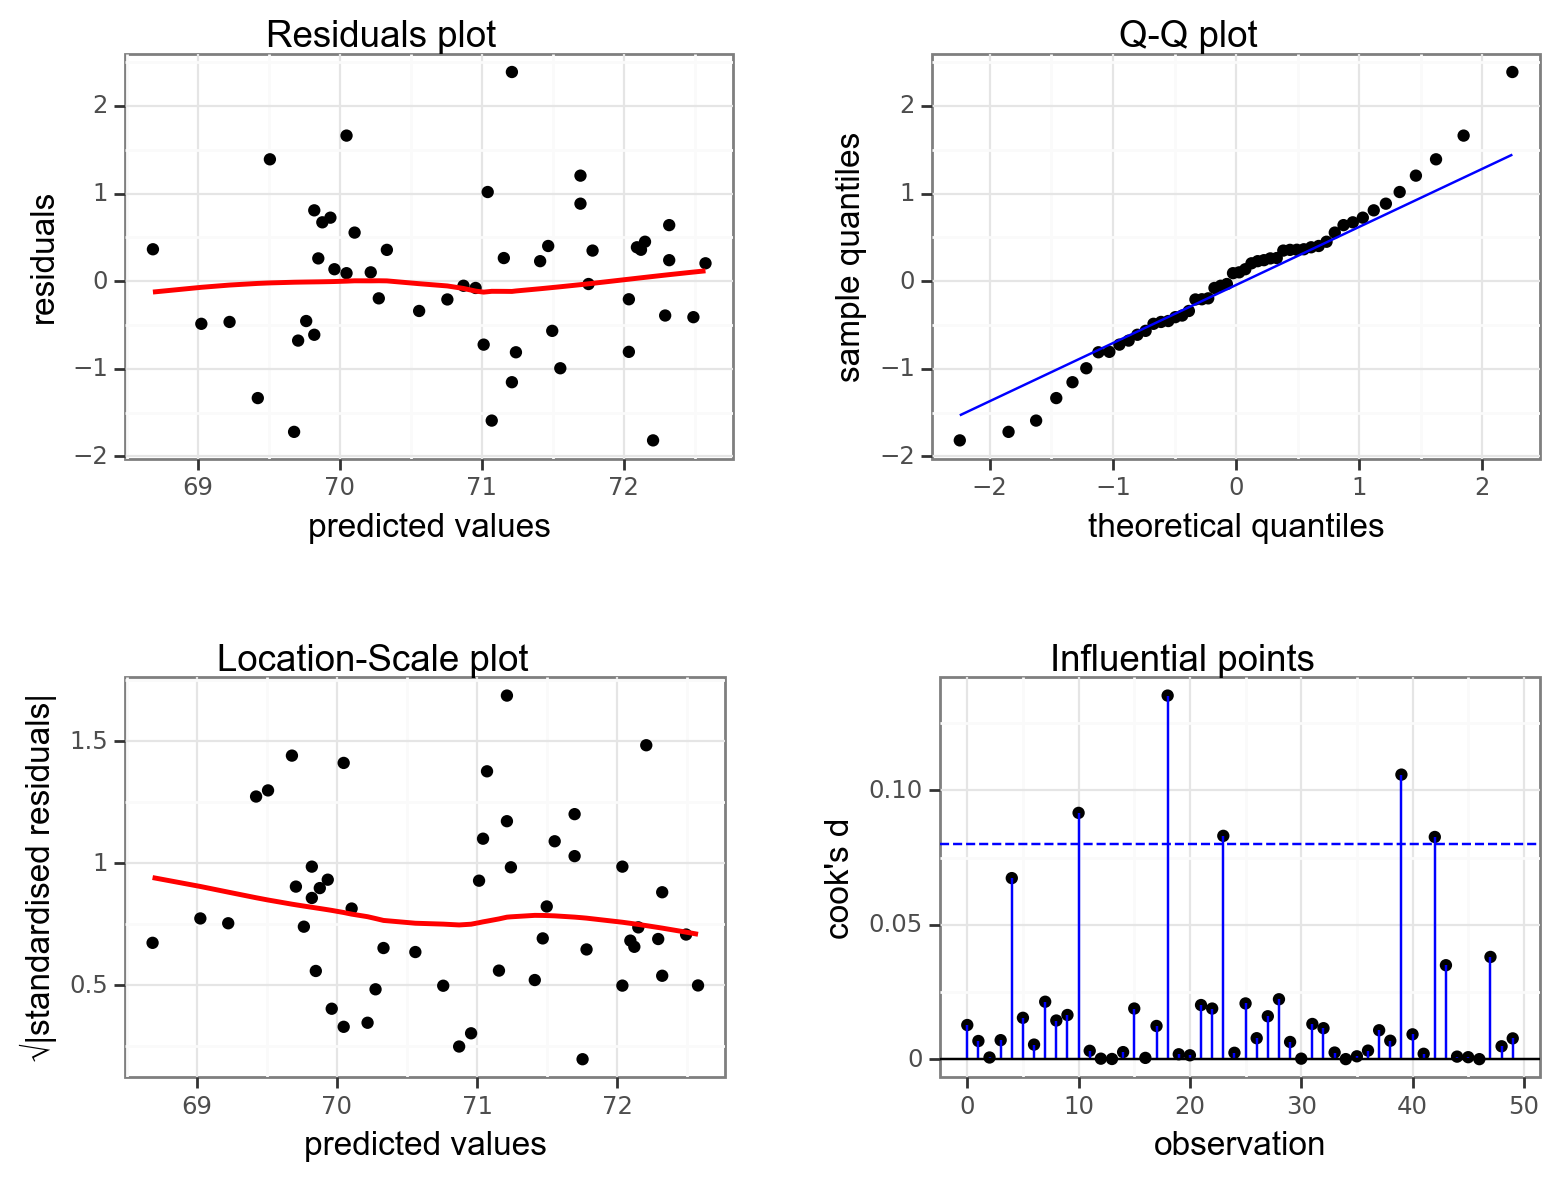 Residuals plot
residuals
2
1
0
−1
−2
69 70 71 72
predicted values
Q-Q plot
sample quantiles
2
1
0
−1
−2
−2 −1 0 1 2
theoretical quantiles
Location-Scale plot
√|standardised residuals|
1.5
1
0.5
69 70 71 72
predicted values
Influential points
cook's d
0.10
0.05
0
0 10 20 30 40 50
observation